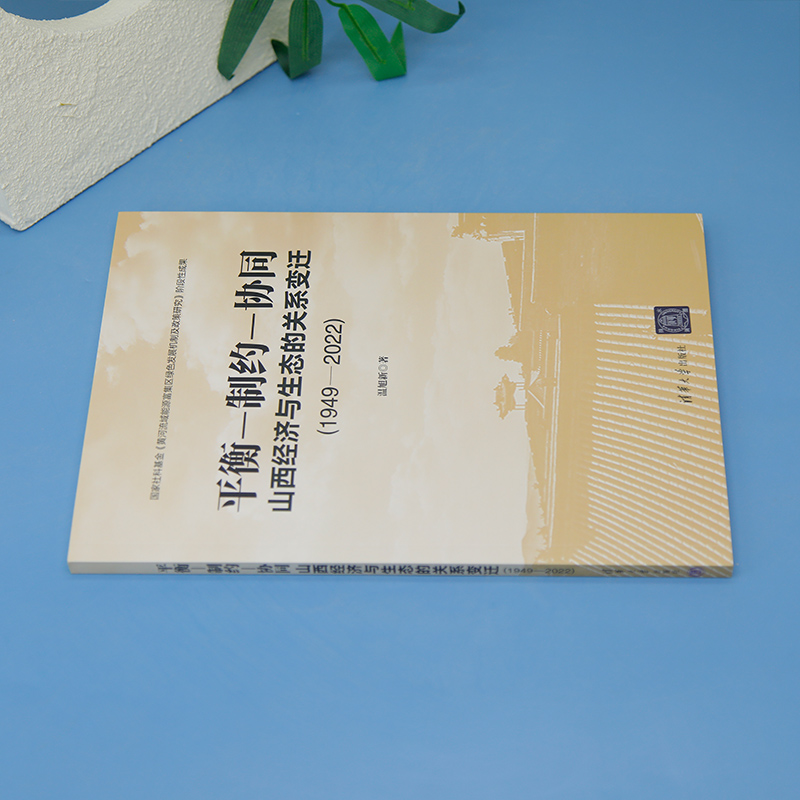 国家社科基金《黄河流域能源富集区绿色发展机制及政策研究》阶段性成果
平衡—制约—协同
山西经济与生态的关系变迁
(1949—2022)
温旭新◎著
清华大学出版社
平衡—制约—协同 山西经济与生态的关系变迁 (1949—2022)